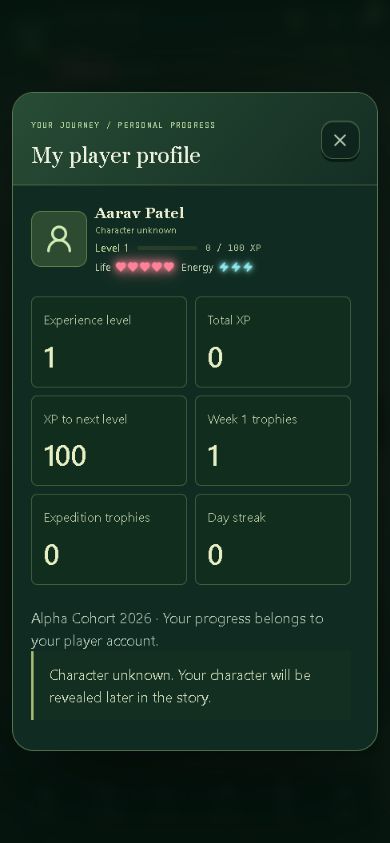 YOUR JOURNEY / PERSONAL PROGRESS
My player profile
Aarav Patel
Character unknown
Level 1 0 / 100 XP
Life Energy
Experience level
1
Total XP
0
XP to next level
100
Week 1 trophies
1
Expedition trophies
0
Day streak
0
Alpha Cohort 2026 · Your progress belongs to
your player account.
Character unknown. Your character will be
revealed later in the story.